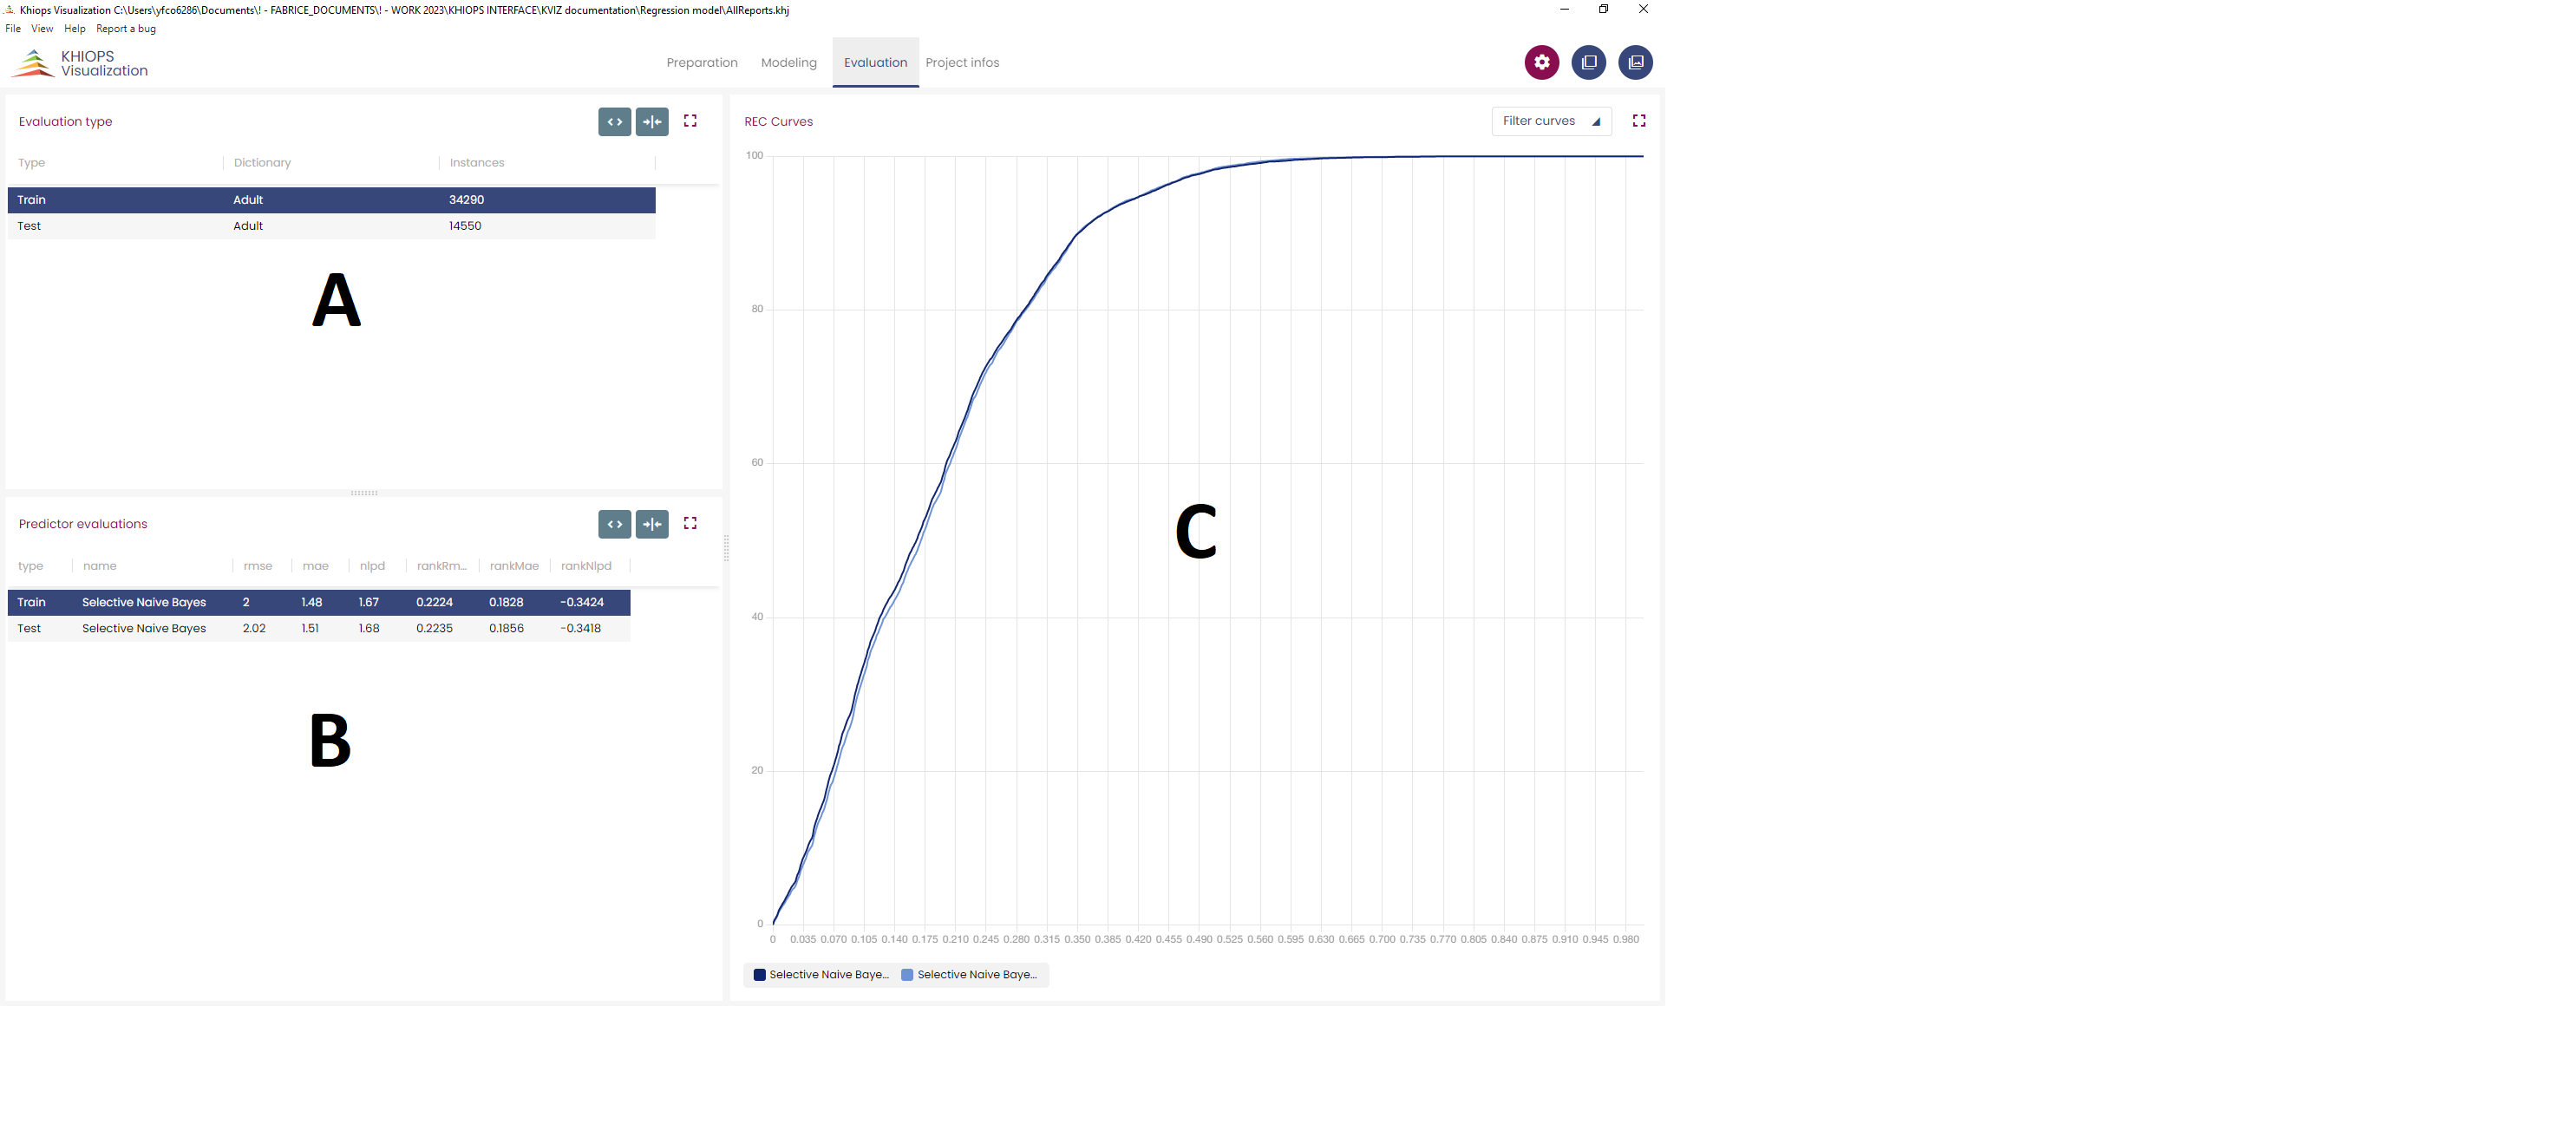 Khiops Visualization C:\Users\yfco6286\Documents\! - FABRICE_DOCUMENTS\! - WORK 2023\KHIOPS INTERFACE\KVIZ documentation\Regression model\AllReports.khj
File View Help Report a bug
KHIOPS
Visualization
Preparation Modeling Evaluation Project infos
Evaluation type
Type Dictionary Instances
Train Adult 34290
Test Adult 14550
A
Predictor evaluations
type name rmse mae nlpd rankRm... rankMae rankNlpd
Train Selective Naive Bayes 2 1.48 1.67 0.2224 0.1828 -0.3424
Test Selective Naive Bayes 2.02 1.51 1.68 0.2235 0.1856 -0.3418
B
REC Curves
Filter curves
100
80
60
40
20
0
C
0 0.035 0.070 0.105 0.140 0.175 0.210 0.245 0.280 0.315 0.350 0.385 0.420 0.455 0.490 0.525 0.560 0.595 0.630 0.665 0.700 0.735 0.770 0.805 0.840 0.875 0.910 0.945 0.980
Selective Naive Baye... Selective Naive Baye...